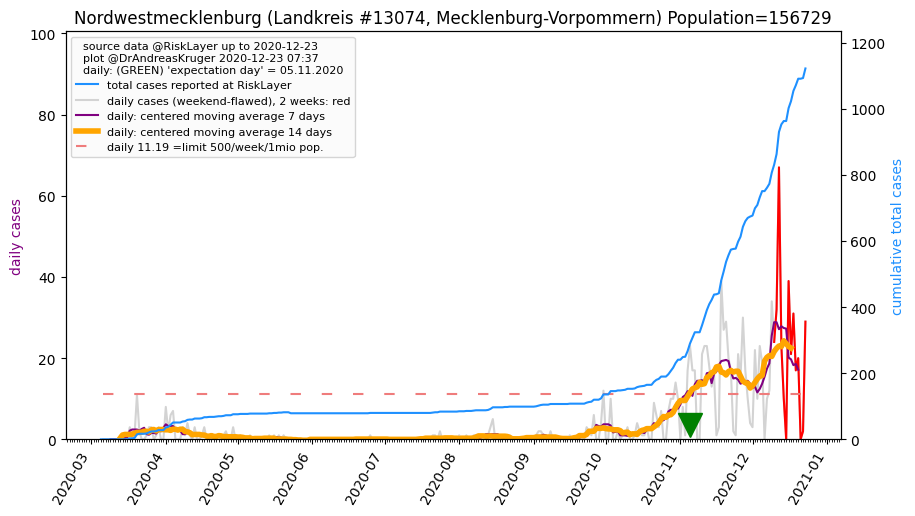 Nordwestmecklenburg (Landkreis #13074, Mecklenburg-Vorpommern) Population=156729
source data @RiskLayer up to 2020-12-23
plot @DrAndreasKruger 2020-12-23 07:37
daily: (GREEN) 'expectation day' = 05.11.2020
total cases reported at RiskLayer
daily cases (weekend-flawed), 2 weeks: red
daily: centered moving average 7 days
daily: centered moving average 14 days
daily 11.19 =limit 500/week/1mio pop.
daily cases
100
80
60
40
20
0
cumulative total cases
1200
1000
800
600
400
200
0
2020-03
2020-04
2020-05
2020-06
2020-07
2020-08
2020-09
2020-10
2020-11
2020-12
2021-01